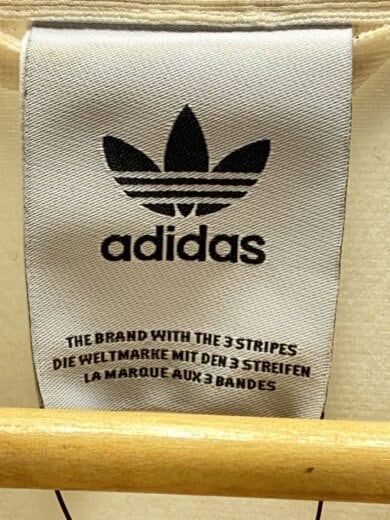 adidas
THE BRAND WITH THE 3 STRIPES
DIE WELTMARKE MIT DEN 3 STREIFEN
LA MARQUE AUX 3 BANDES